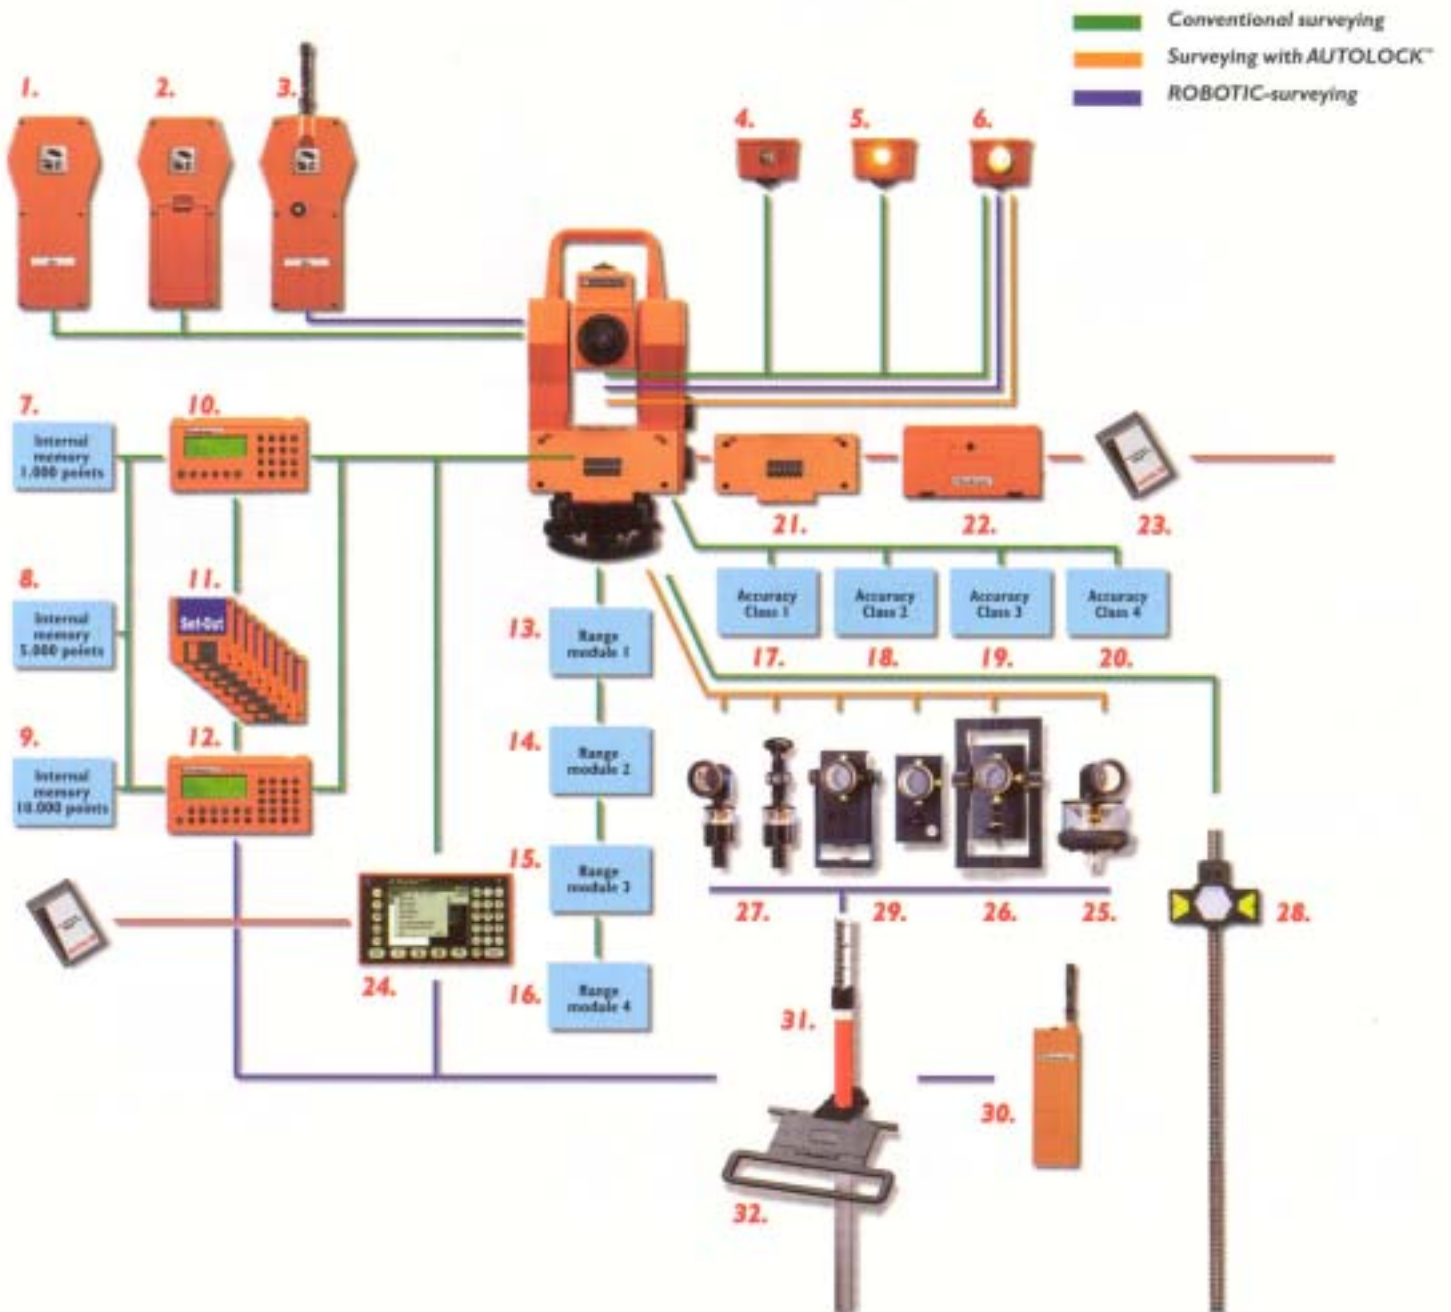 Conventional surveying
Surveying with AUTOLOCK™
ROBOTIC-surveying
1.
2.
3.
4.
5.
6.
7.
10.
Internal
memory
1.000 points
21.
22.
23.
8.
11.
Internal
memory
5.000 points
Set-Out
Accuracy
Class 1
Accuracy
Class 2
Accuracy
Class 3
Accuracy
Class 4
13.
Range
module 1
17.
18.
19.
20.
9.
12.
Internal
memory
10.000 points
14.
Range
module 2
15.
Range
module 3
27.
29.
26.
25.
28.
24.
16.
Range
module 4
31.
30.
32.